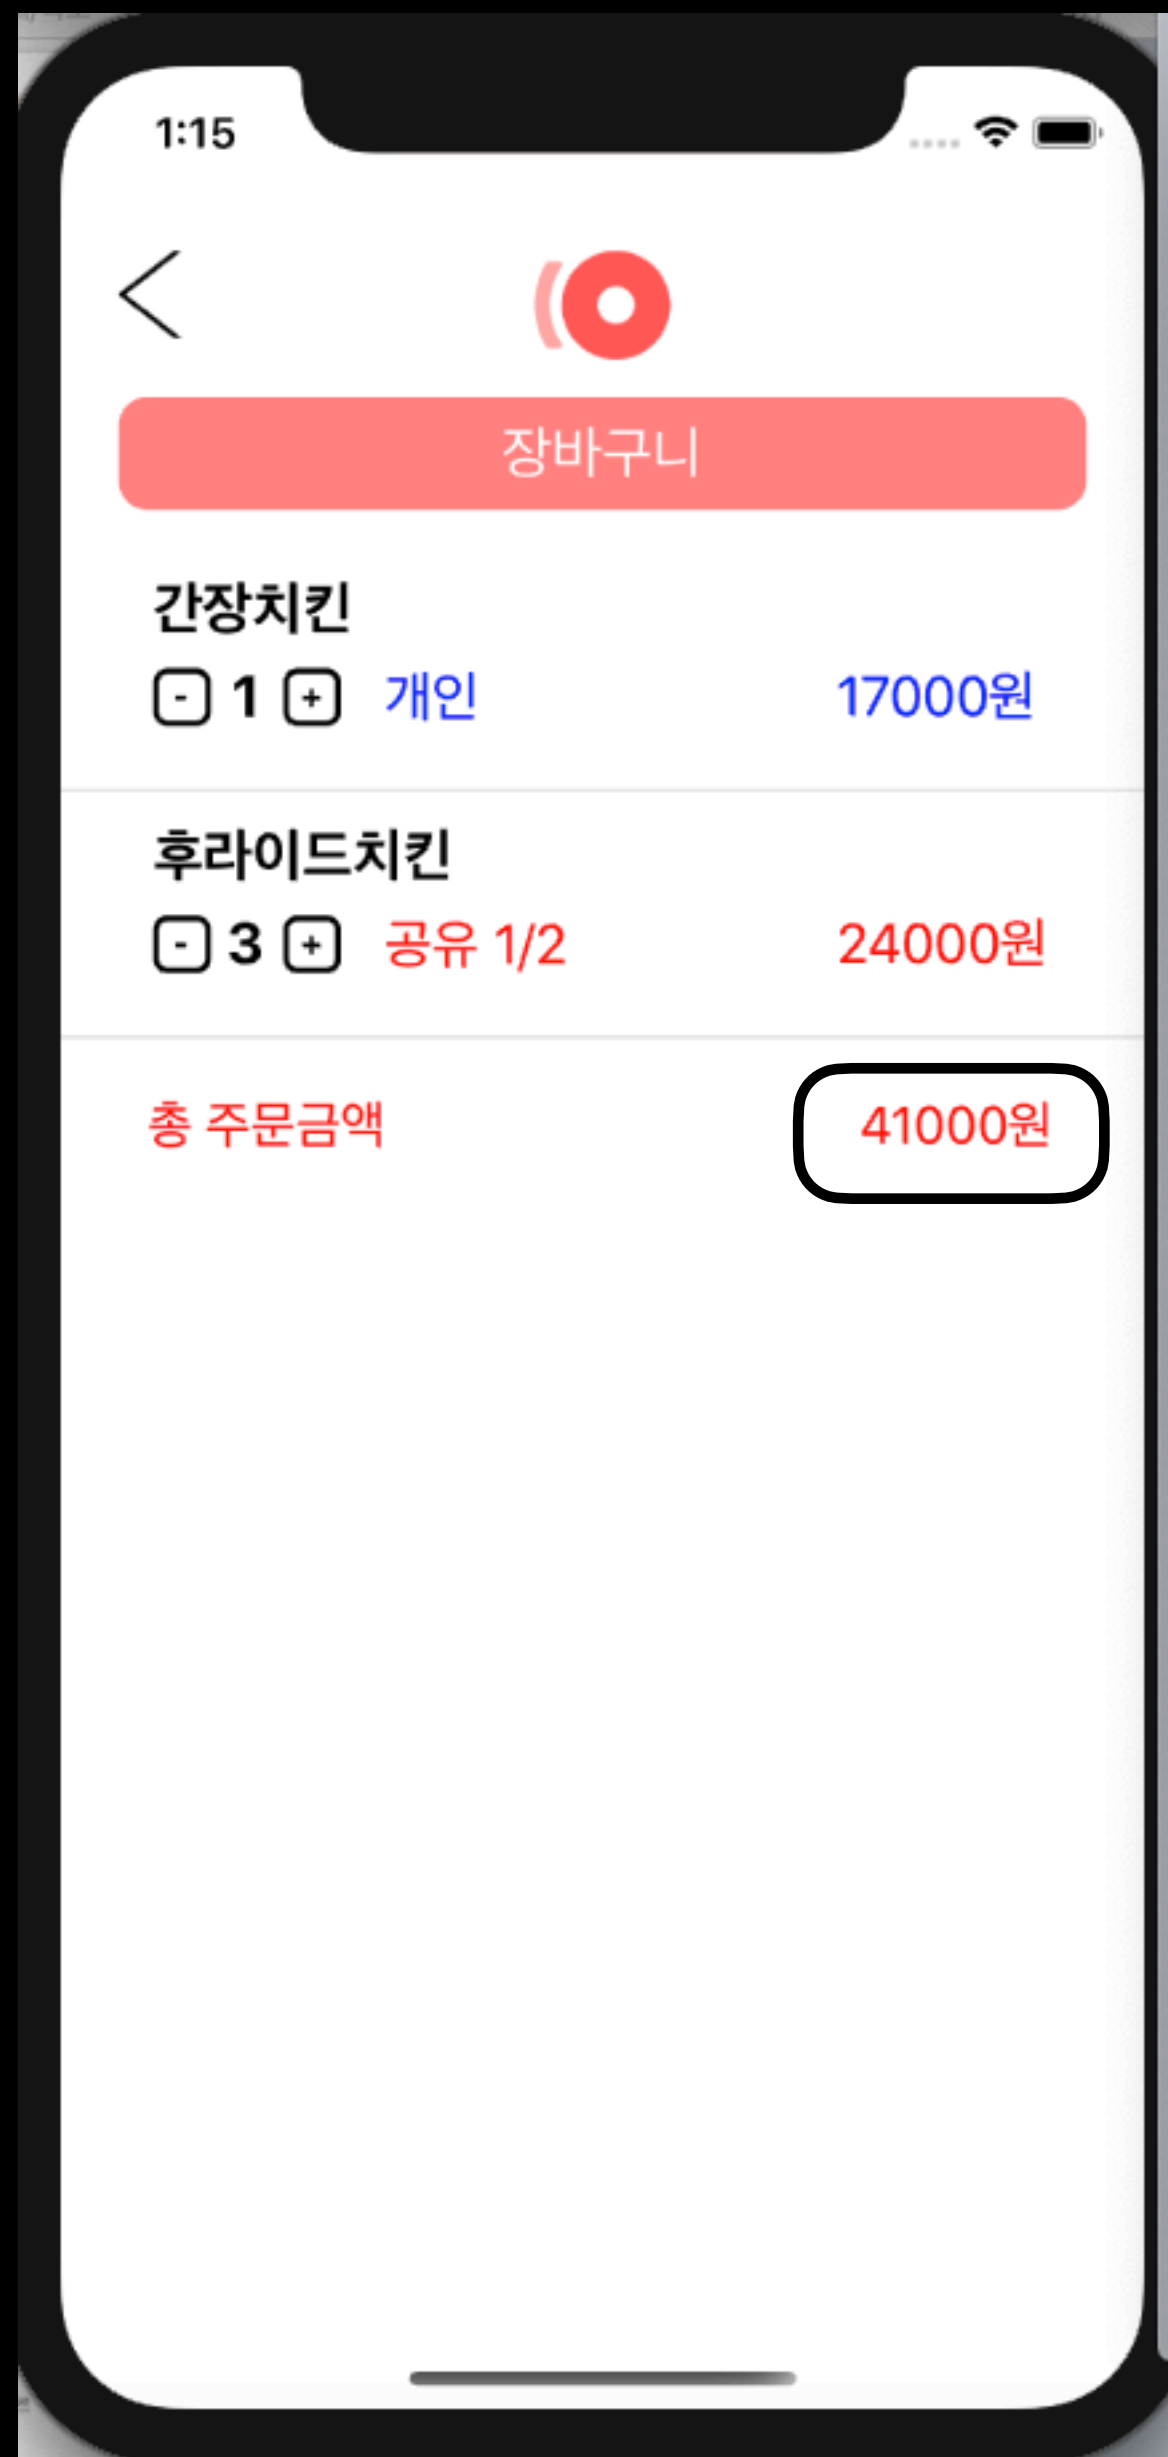 1:15
장바구니
간장치킨
- 1 + 개인 17000원
후라이드치킨
- 3 + 공유 1/2 24000원
총 주문금액 41000원